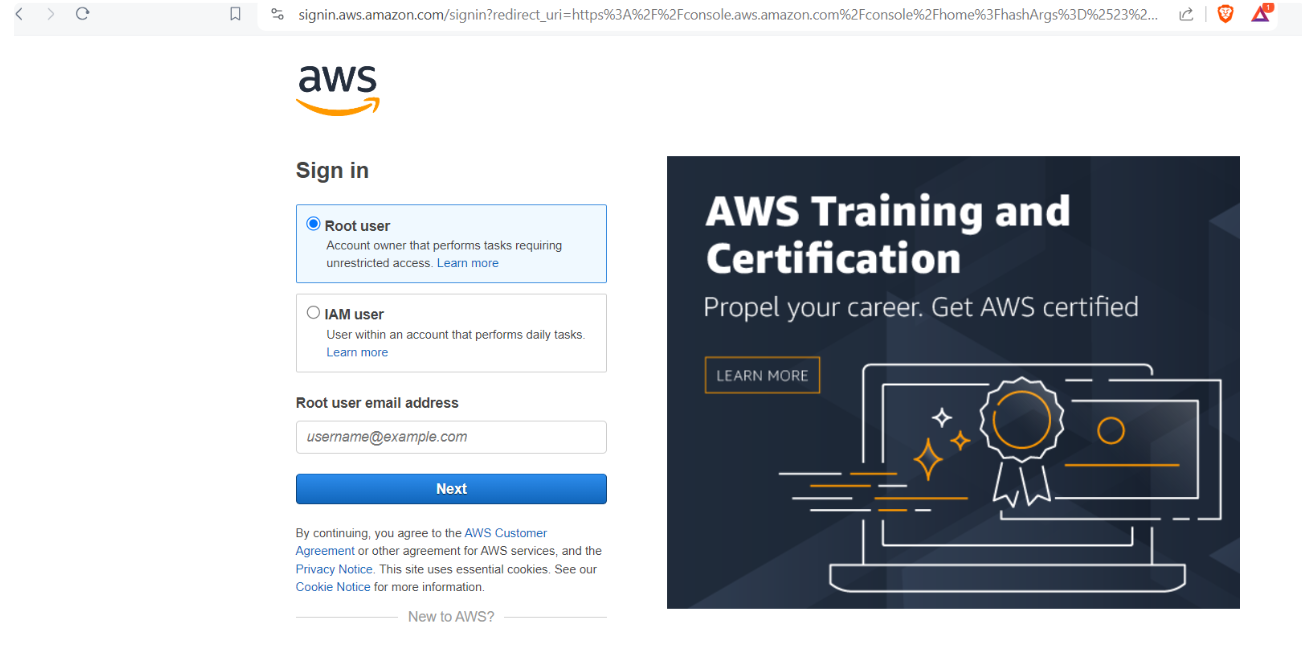 signin.aws.amazon.com/signin?redirect_uri=https%3A%2F%2Fconsole.aws.amazon.com%2Fconsole%2Fhome%3FhashArgs%3D%2523%2...
1
aws
Sign in
Root user
Account owner that performs tasks requiring
unrestricted access. Learn more
IAM user
User within an account that performs daily tasks.
Learn more
Root user email address
username@example.com
Next
By continuing, you agree to the AWS Customer
Agreement or other agreement for AWS services, and the
Privacy Notice. This site uses essential cookies. See our
Cookie Notice for more information.
New to AWS?
AWS Training and
Certification
Propel your career. Get AWS certified
LEARN MORE